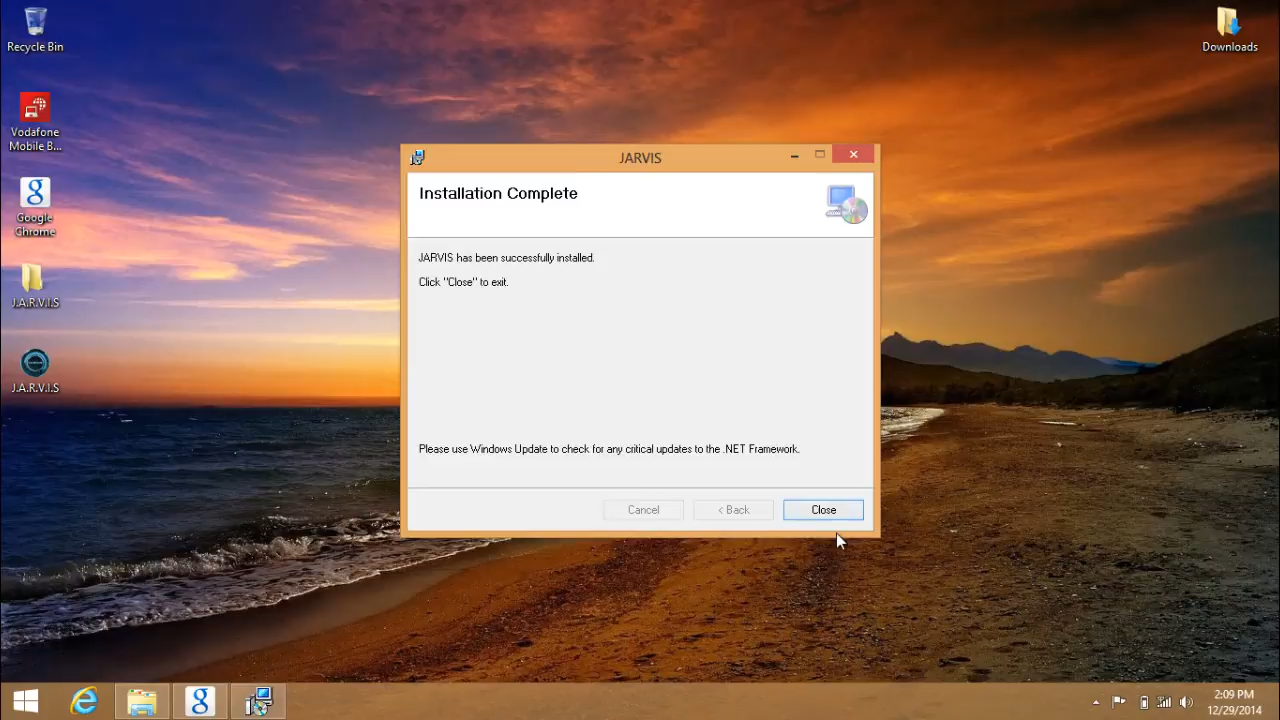 Recycle Bin
Downloads
Vodafone
Mobile B...
Google
Chrome
J.A.R.V.I.S
J.A.R.V.I.S
JARVIS
Installation Complete
JARVIS has been successfully installed.
Click "Close" to exit.
Please use Windows Update to check for any critical updates to the .NET Framework.
Cancel
< Back
Close
2:09 PM
12/29/2014